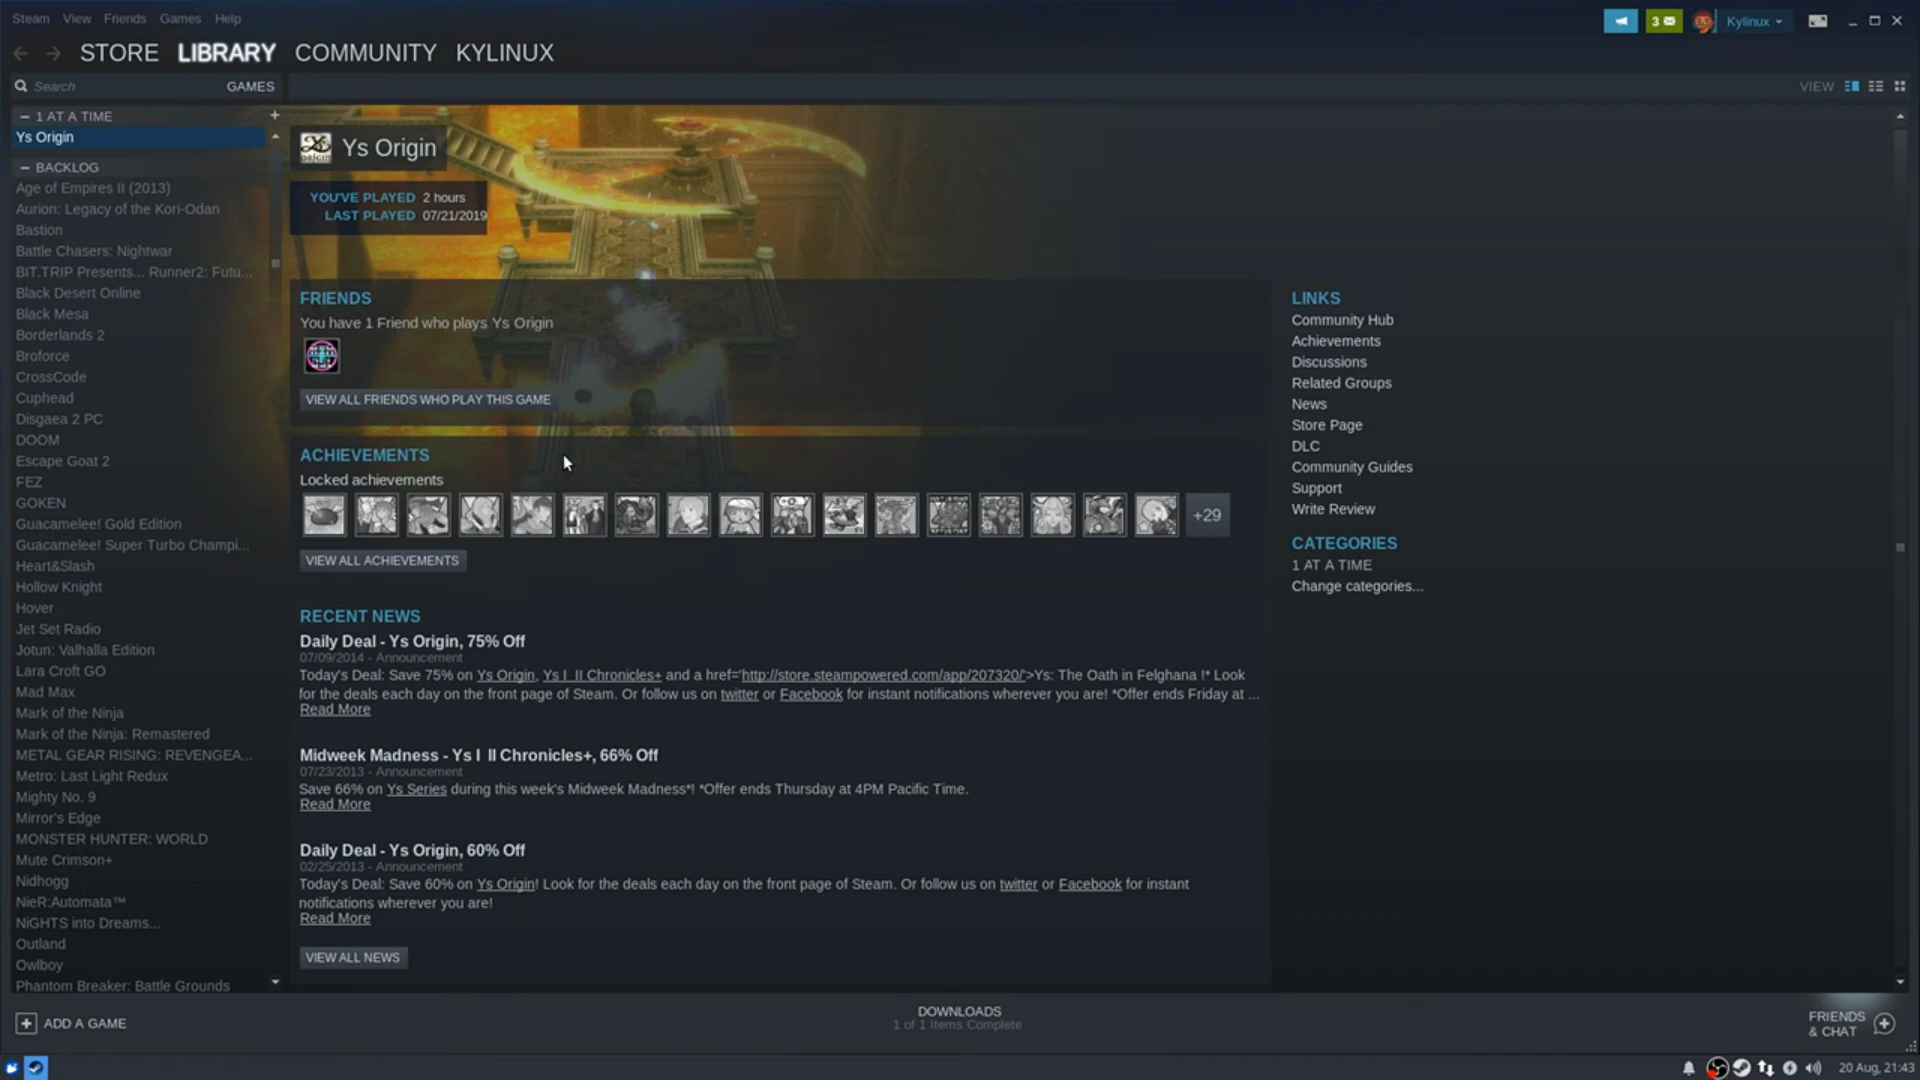 Steam View Friends Games Help
3
Kylinux
STORE LIBRARY COMMUNITY KYLINUX
Search
GAMES
VIEW
– 1 AT A TIME +
Ys Origin
– BACKLOG
Age of Empires II (2013)
Aurion: Legacy of the Kori-Odan
Bastion
Battle Chasers: Nightwar
BIT.TRIP Presents... Runner2: Futu...
Black Desert Online
Black Mesa
Borderlands 2
Broforce
CrossCode
Cuphead
Disgaea 2 PC
DOOM
Escape Goat 2
FEZ
GOKEN
Guacamelee! Gold Edition
Guacamelee! Super Turbo Champi...
Heart&Slash
Hollow Knight
Hover
Jet Set Radio
Jotun: Valhalla Edition
Lara Croft GO
Mad Max
Mark of the Ninja
Mark of the Ninja: Remastered
METAL GEAR RISING: REVENGEA...
Metro: Last Light Redux
Mighty No. 9
Mirror's Edge
MONSTER HUNTER: WORLD
Mute Crimson+
Nidhogg
NieR:Automata™
NiGHTS into Dreams...
Outland
Owlboy
Phantom Breaker: Battle Grounds
Ys Origin
YOU'VE PLAYED 2 hours
LAST PLAYED 07/21/2019
FRIENDS
You have 1 Friend who plays Ys Origin
VIEW ALL FRIENDS WHO PLAY THIS GAME
ACHIEVEMENTS
Locked achievements
+29
VIEW ALL ACHIEVEMENTS
RECENT NEWS
Daily Deal - Ys Origin, 75% Off
07/09/2014 - Announcement
Today's Deal: Save 75% on Ys Origin, Ys I  II Chronicles+ and a href='http://store.steampowered.com/app/207320/'>Ys: The Oath in Felghana !* Look
for the deals each day on the front page of Steam. Or follow us on twitter or Facebook for instant notifications wherever you are! *Offer ends Friday at ...
Read More
Midweek Madness - Ys I  II Chronicles+, 66% Off
07/23/2013 - Announcement
Save 66% on Ys Series during this week's Midweek Madness*! *Offer ends Thursday at 4PM Pacific Time.
Read More
Daily Deal - Ys Origin, 60% Off
02/25/2013 - Announcement
Today's Deal: Save 60% on Ys Origin! Look for the deals each day on the front page of Steam. Or follow us on twitter or Facebook for instant
notifications wherever you are!
Read More
VIEW ALL NEWS
LINKS
Community Hub
Achievements
Discussions
Related Groups
News
Store Page
DLC
Community Guides
Support
Write Review
CATEGORIES
1 AT A TIME
Change categories...
+ ADD A GAME
DOWNLOADS
1 of 1 Items Complete
FRIENDS
& CHAT
20 Aug, 21:43